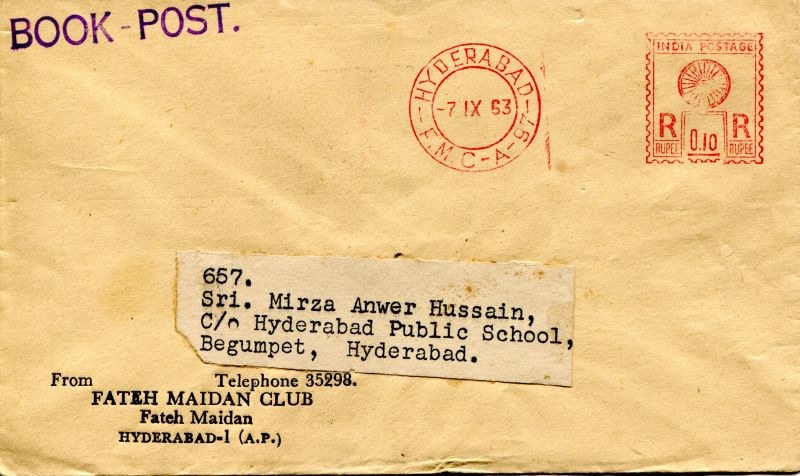 BOOK-POST.
HYDERABAD
-7 IX 63
F.M.C-A-97
INDIA POSTAGE
R 0.10 R
RUPEE RUPEE
657.
Sri. Mirza Anwer Hussain,
C/o Hyderabad Public School,
Begumpet, Hyderabad.
From Telephone 35298.
FATEH MAIDAN CLUB
Fateh Maidan
HYDERABAD-1 (A.P.)